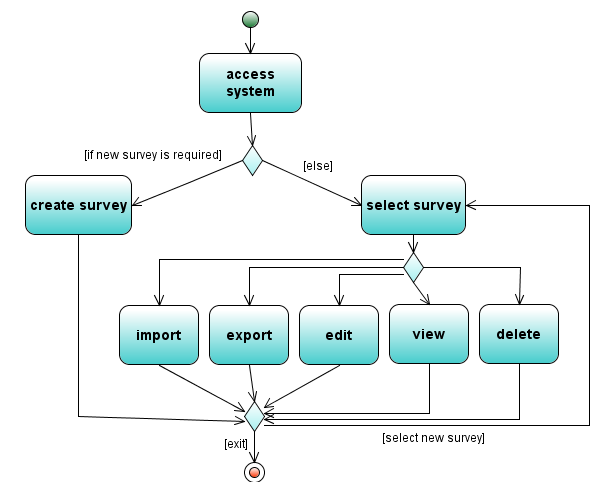 access
system
[if new survey is required]
[else]
create survey
select survey
import
export
edit
view
delete
[select new survey]
[exit]